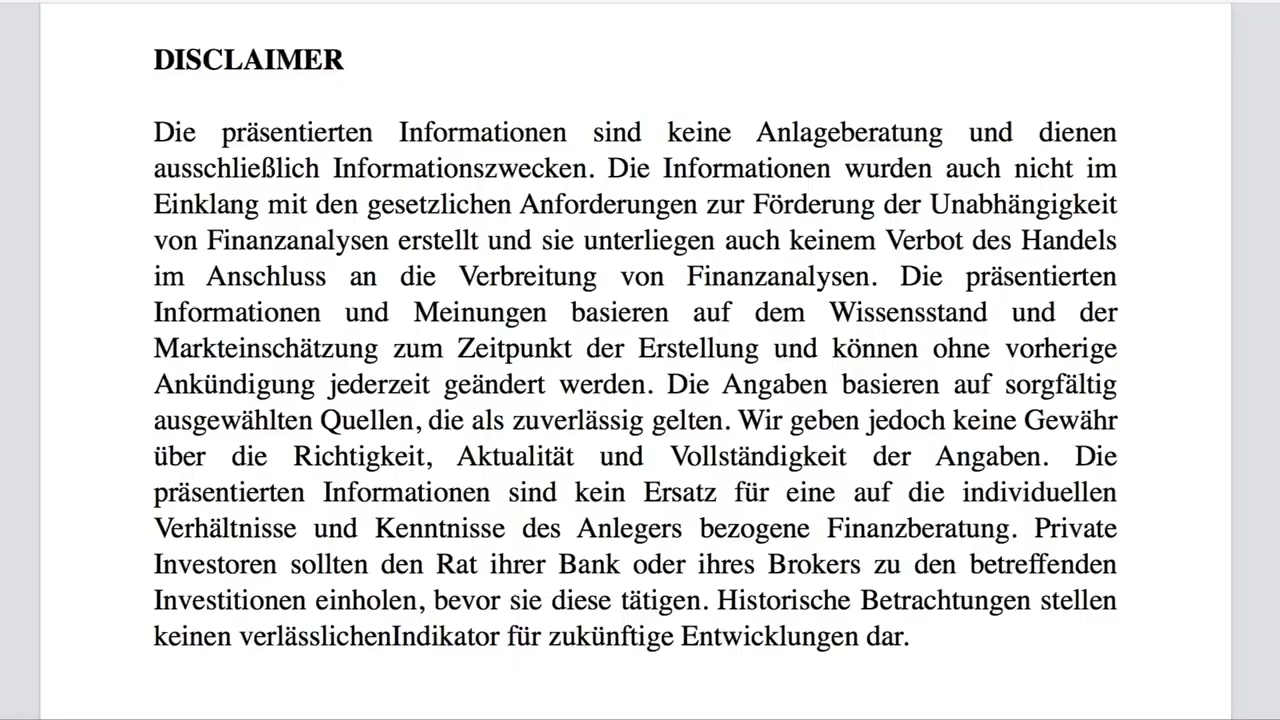 DISCLAIMER
Die präsentierten Informationen sind keine Anlageberatung und dienen
ausschließlich Informationszwecken. Die Informationen wurden auch nicht im
Einklang mit den gesetzlichen Anforderungen zur Förderung der Unabhängigkeit
von Finanzanalysen erstellt und sie unterliegen auch keinem Verbot des Handels
im Anschluss an die Verbreitung von Finanzanalysen. Die präsentierten
Informationen und Meinungen basieren auf dem Wissensstand und der
Markteinschätzung zum Zeitpunkt der Erstellung und können ohne vorherige
Ankündigung jederzeit geändert werden. Die Angaben basieren auf sorgfältig
ausgewählten Quellen, die als zuverlässig gelten. Wir geben jedoch keine Gewähr
über die Richtigkeit, Aktualität und Vollständigkeit der Angaben. Die
präsentierten Informationen sind kein Ersatz für eine auf die individuellen
Verhältnisse und Kenntnisse des Anlegers bezogene Finanzberatung. Private
Investoren sollten den Rat ihrer Bank oder ihres Brokers zu den betreffenden
Investitionen einholen, bevor sie diese tätigen. Historische Betrachtungen stellen
keinen verlässlichenIndikator für zukünftige Entwicklungen dar.